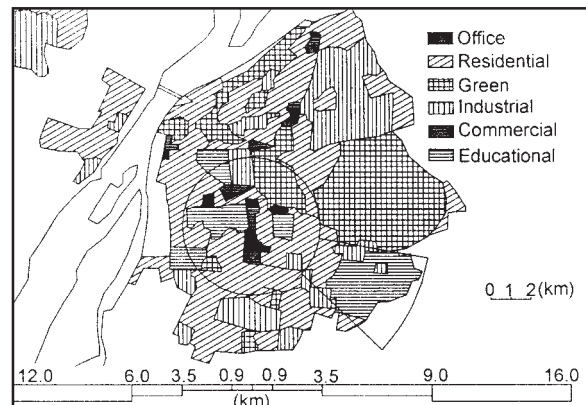 Office
Residential
Green
Industrial
Commercial
Educational
0 1 2 (km)
12.0 6.0 3.5 0.9 0.9 3.5 9.0 16.0
(km)